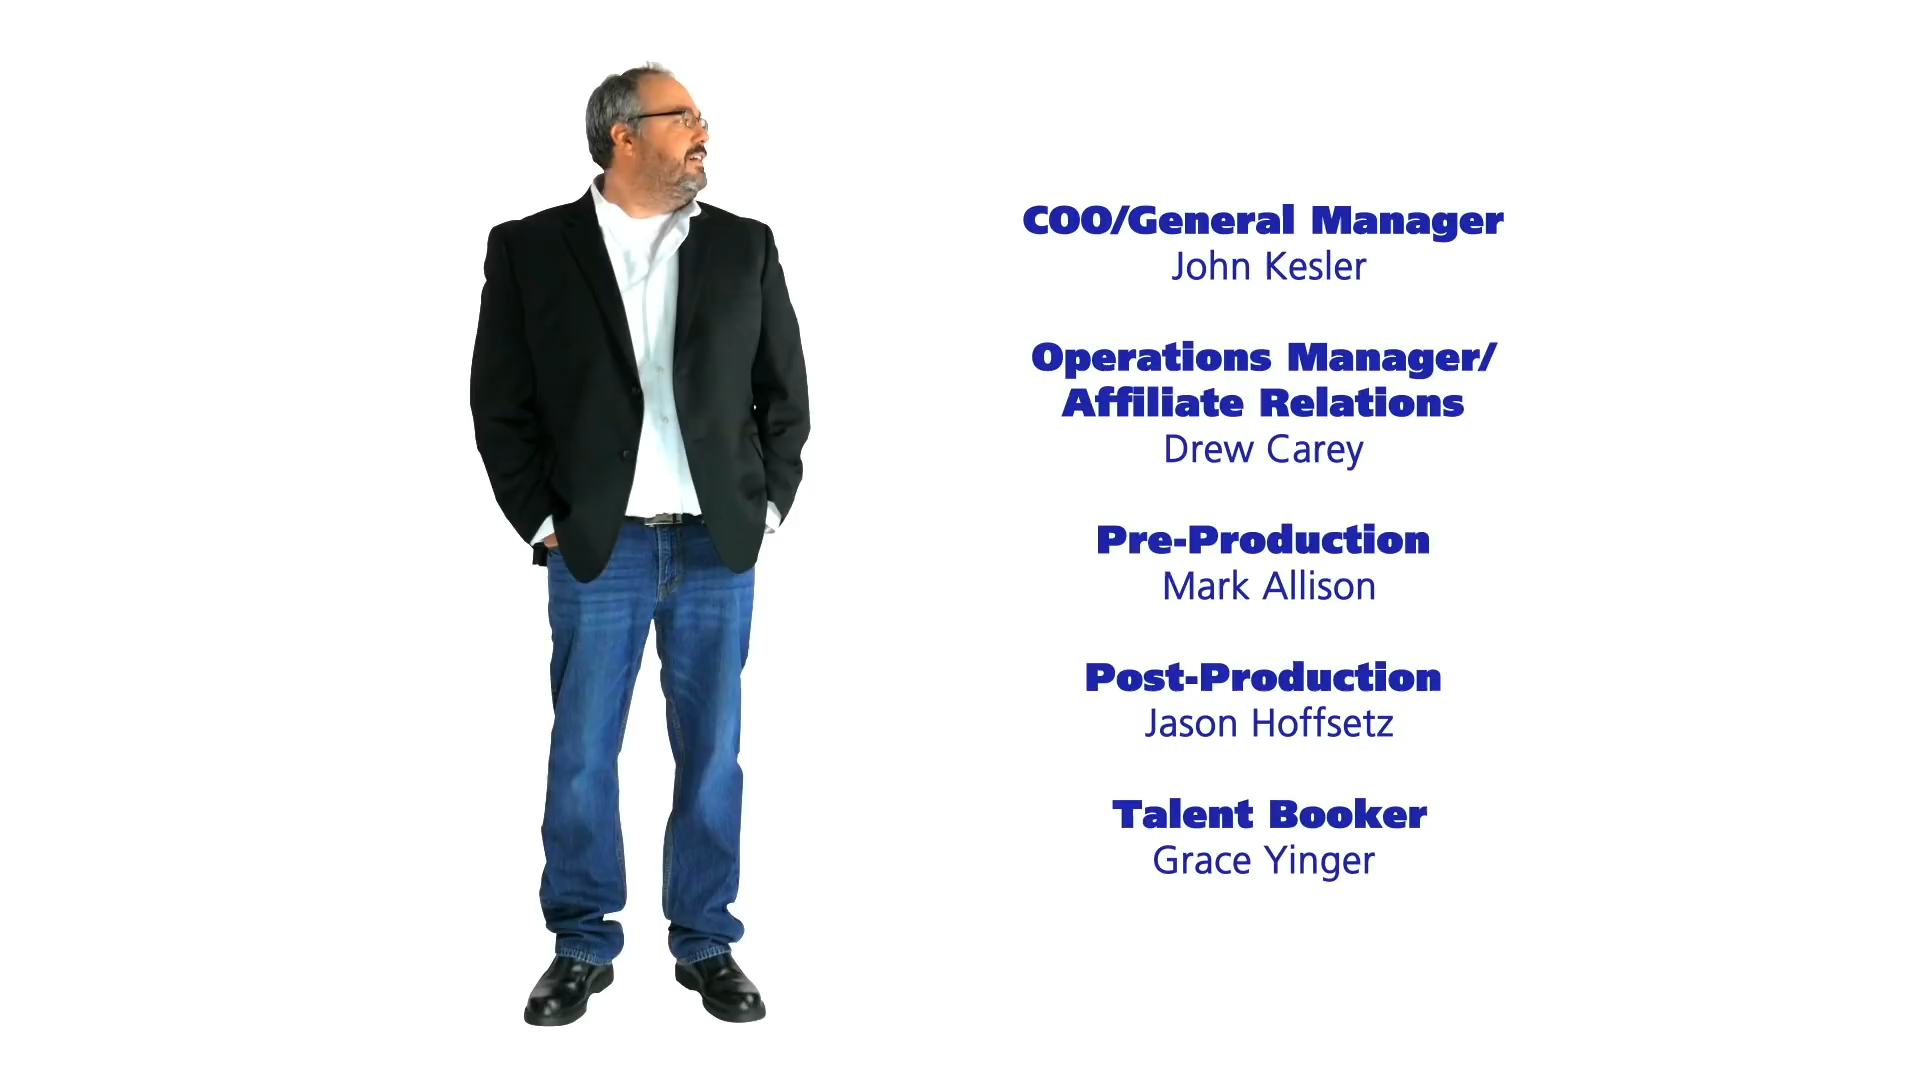 COO/General Manager
John Kesler
Operations Manager/
Affiliate Relations
Drew Carey
Pre-Production
Mark Allison
Post-Production
Jason Hoffsetz
Talent Booker
Grace Yinger